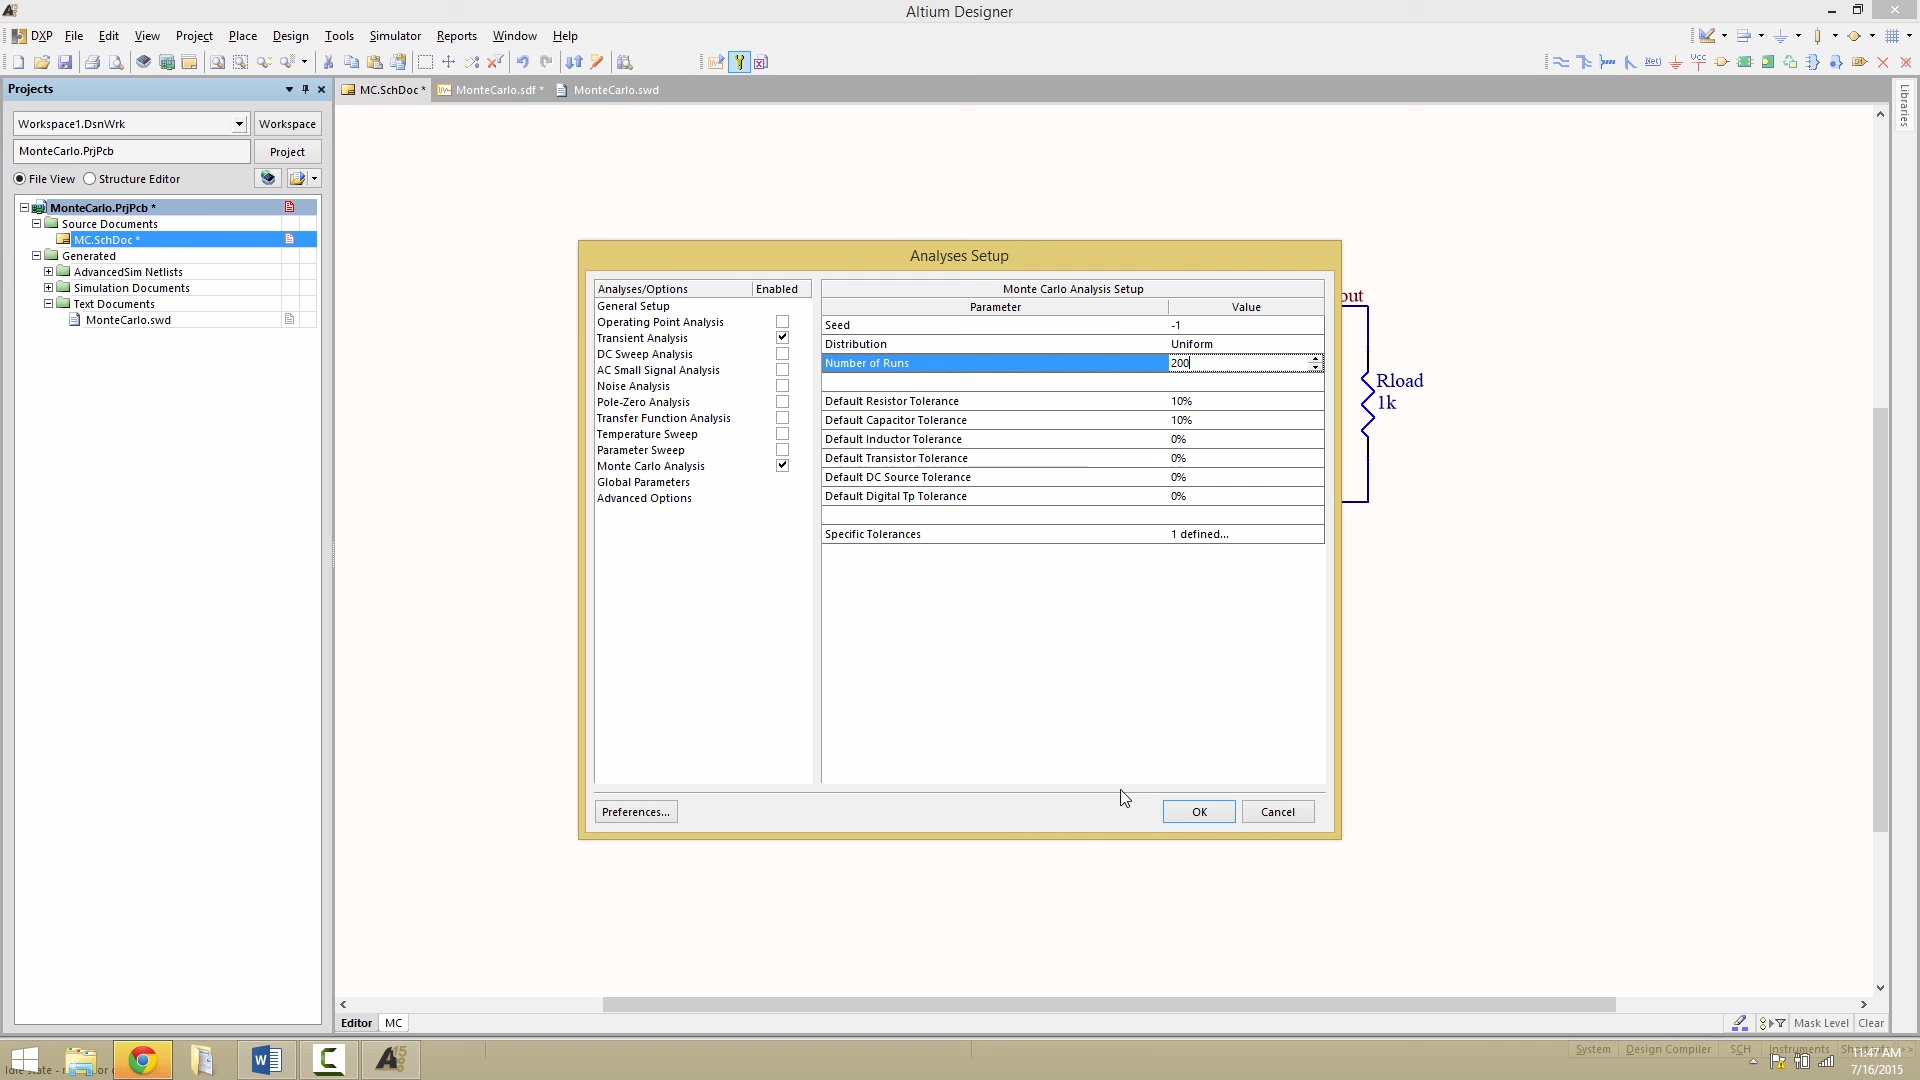 Altium Designer
DXP File Edit View Project Place Design Tools Simulator Reports Window Help
Projects
MC.SchDoc * MonteCarlo.sdf * MonteCarlo.swd
Workspace1.DsnWrk Workspace
MonteCarlo.PrjPcb Project
File View Structure Editor
MonteCarlo.PrjPcb *
Source Documents
MC.SchDoc *
Generated
AdvancedSim Netlists
Simulation Documents
Text Documents
MonteCarlo.swd
Libraries
Analyses Setup
Analyses/Options Enabled
General Setup
Operating Point Analysis
Transient Analysis
DC Sweep Analysis
AC Small Signal Analysis
Noise Analysis
Pole-Zero Analysis
Transfer Function Analysis
Temperature Sweep
Parameter Sweep
Monte Carlo Analysis
Global Parameters
Advanced Options
Monte Carlo Analysis Setup
Parameter Value
Seed -1
Distribution Uniform
Number of Runs 200
Default Resistor Tolerance 10%
Default Capacitor Tolerance 10%
Default Inductor Tolerance 0%
Default Transistor Tolerance 0%
Default DC Source Tolerance 0%
Default Digital Tp Tolerance 0%
Specific Tolerances 1 defined...
Preferences... OK Cancel
out
Rload
1k
Editor MC
Mask Level Clear
System Design Compiler SCH Instruments
11:47 AM
7/16/2015